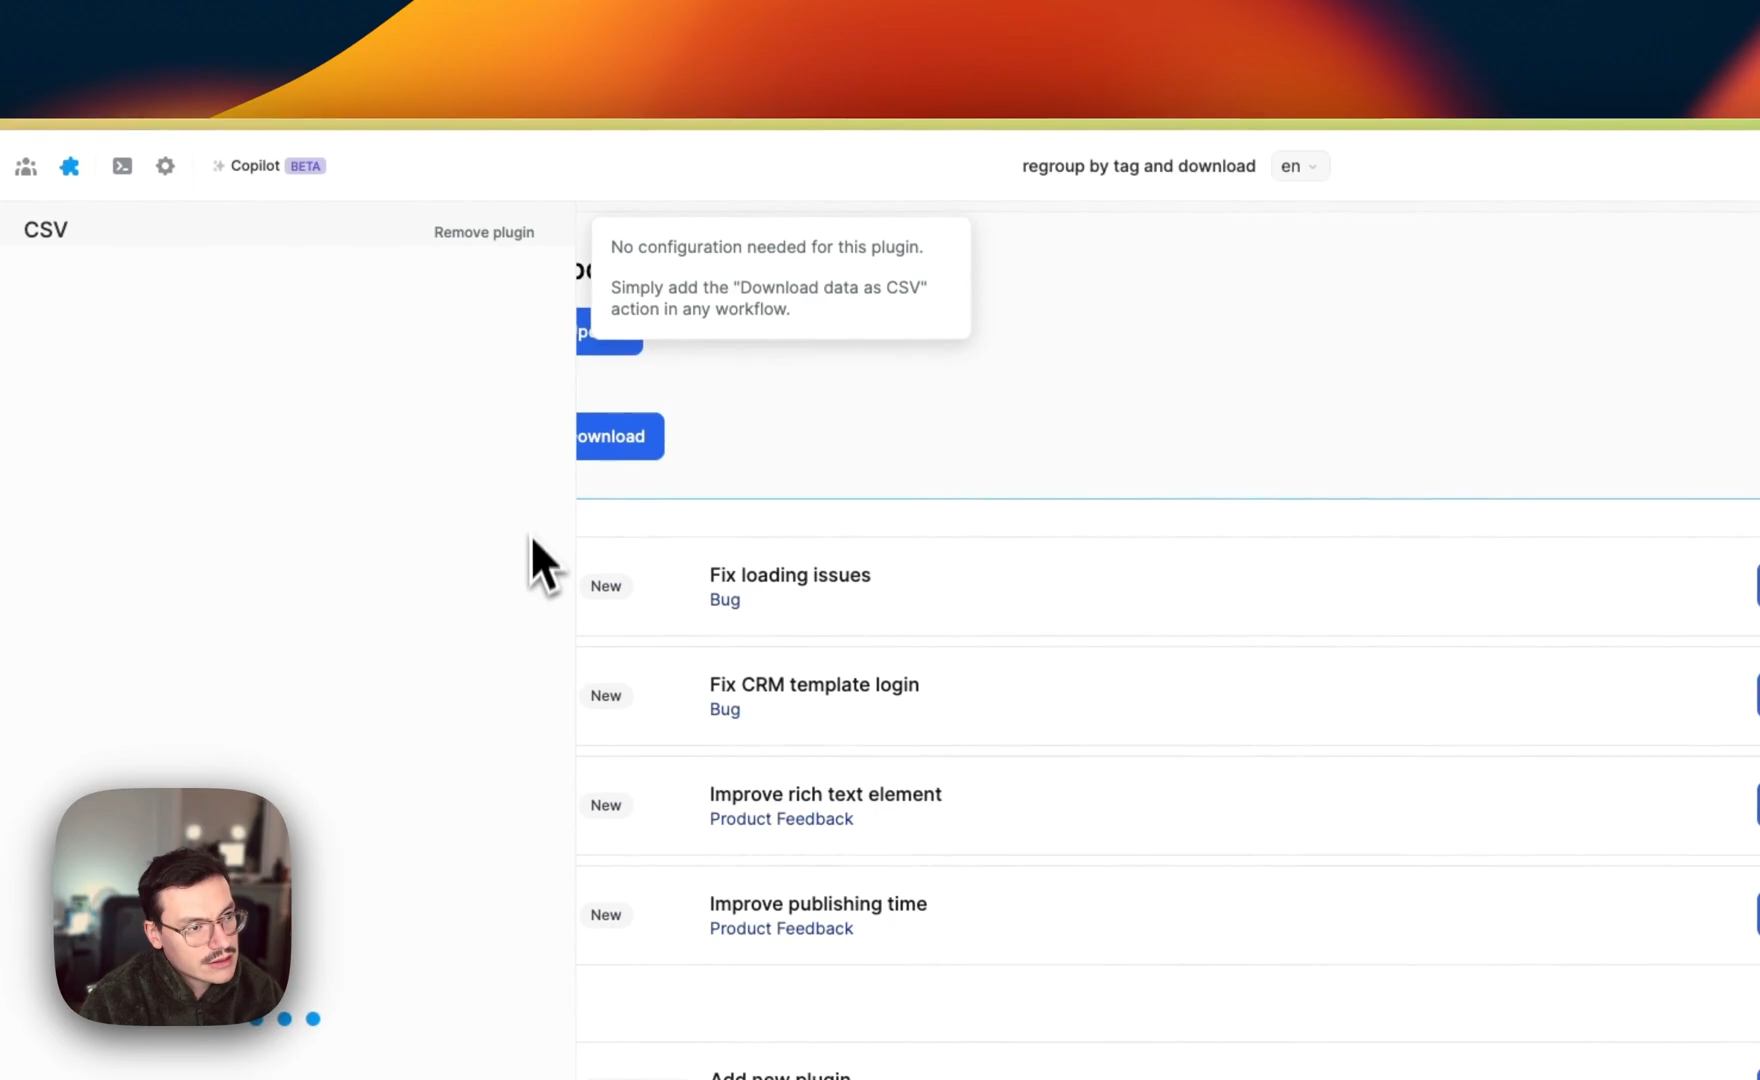 Copilot BETA
regroup by tag and download
en
CSV
Remove plugin
No configuration needed for this plugin.
Simply add the "Download data as CSV"
action in any workflow.
ownload
New
Fix loading issues
Bug
New
Fix CRM template login
Bug
New
Improve rich text element
Product Feedback
New
Improve publishing time
Product Feedback
Add new plugin